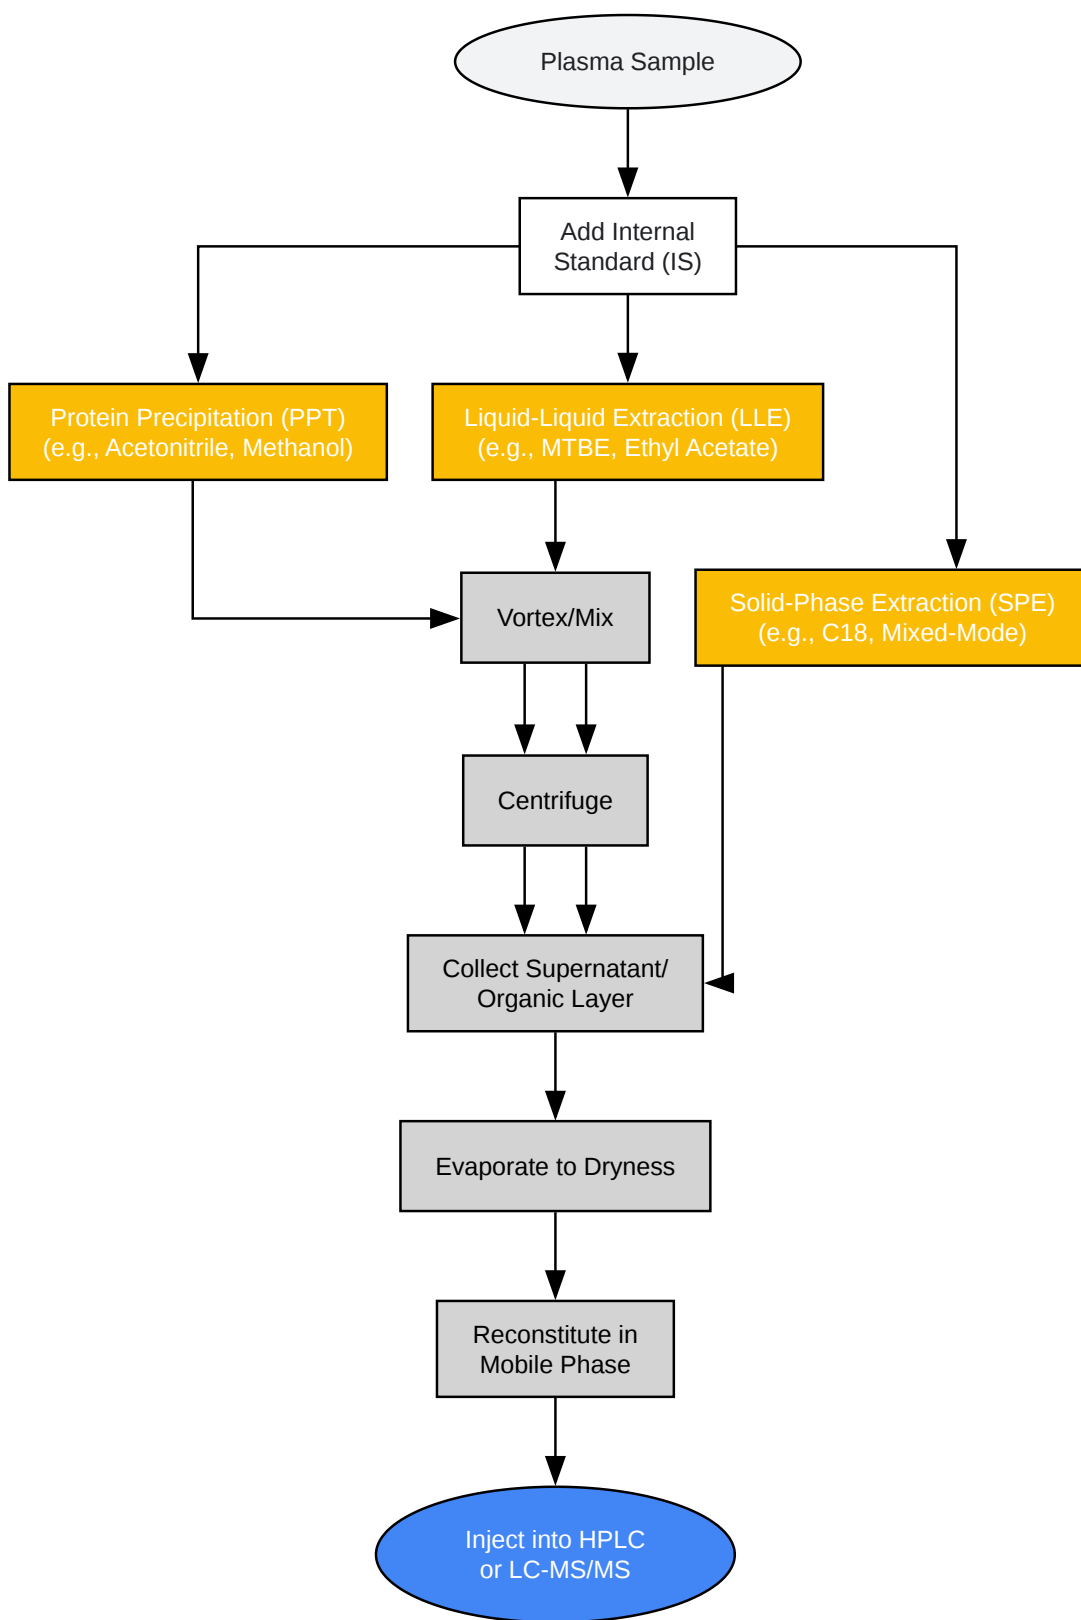 Plasma Sample
Add Internal
Standard (IS)
Protein Precipitation (PPT)
(e.g., Acetonitrile, Methanol)
Liquid-Liquid Extraction (LLE)
(e.g., MTBE, Ethyl Acetate)
Vortex/Mix
Solid-Phase Extraction (SPE)
(e.g., C18, Mixed-Mode)
Centrifuge
Collect Supernatant/
Organic Layer
Evaporate to Dryness
Reconstitute in
Mobile Phase
Inject into HPLC
or LC-MS/MS